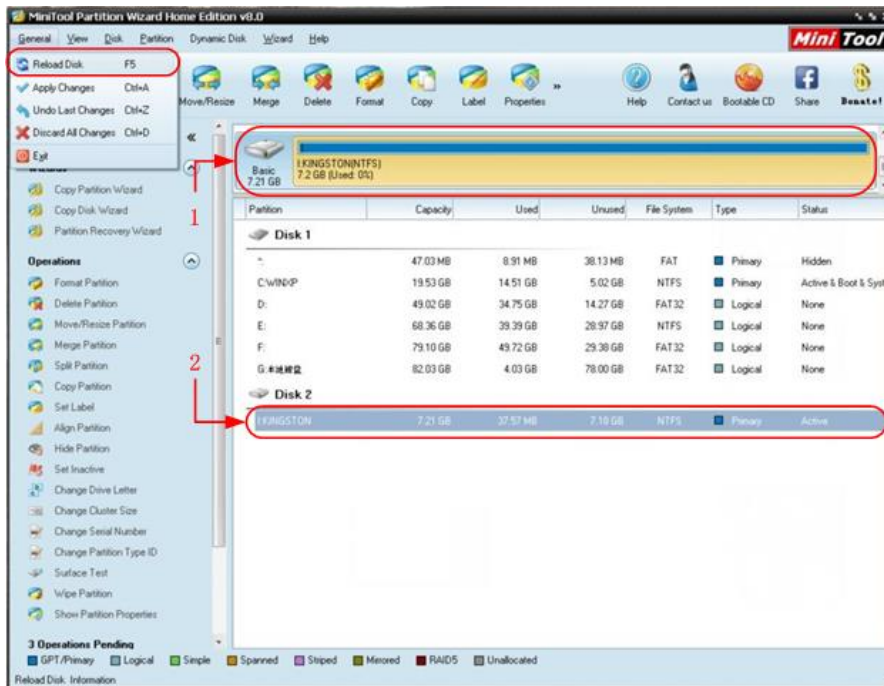 MiniTool Partition Wizard Home Edition v8.0
General View Disk Partition Dynamic Disk Wizard Help
Mini Tool
Reload Disk F5
Apply Changes Ctrl+A
Undo Last Changes Ctrl+Z
Discard All Changes Ctrl+D
Exit
Move/Resize Merge Delete Format Copy Label Properties » Help Contact us Bootable CD Share Donate!
«
1
Basic
7.21 GB
I:KINGSTON(NTFS)
7.2 GB (Used: 0%)
Copy Partition Wizard
Copy Disk Wizard
Partition Recovery Wizard
Operations
Format Partition
Delete Partition
Move/Resize Partition
Merge Partition
Split Partition
Copy Partition
Set Label
Align Partition
Hide Partition
Set Inactive
Change Drive Letter
Change Cluster Size
Change Serial Number
Change Partition Type ID
Surface Test
Wipe Partition
Show Partition Properties
3 Operations Pending
2
Partition Capacity Used Unused File System Type Status
Disk 1
*: 47.03 MB 8.91 MB 38.13 MB FAT Primary Hidden
C:WINXP 19.53 GB 14.51 GB 5.02 GB NTFS Primary Active & Boot & Syst
D: 49.02 GB 34.75 GB 14.27 GB FAT32 Logical None
E: 68.36 GB 39.39 GB 28.97 GB NTFS Logical None
F: 79.10 GB 49.72 GB 29.38 GB FAT32 Logical None
G: 82.03 GB 4.03 GB 78.00 GB FAT32 Logical None
Disk 2
I:KINGSTON 7.21 GB 37.57 MB 7.18 GB NTFS Primary Active
GPT/Primary Logical Simple Spanned Striped Mirrored RAID5 Unallocated
Reload Disk Information